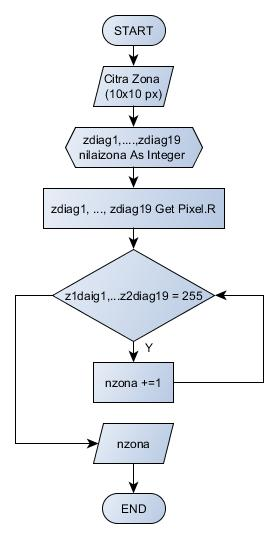 START
Citra Zona
(10x10 px)
zdiag1,....,zdiag19
nilaizona As Integer
zdiag1, ..., zdiag19 Get Pixel.R
z1daig1,...z2diag19 = 255
Y
nzona +=1
nzona
END